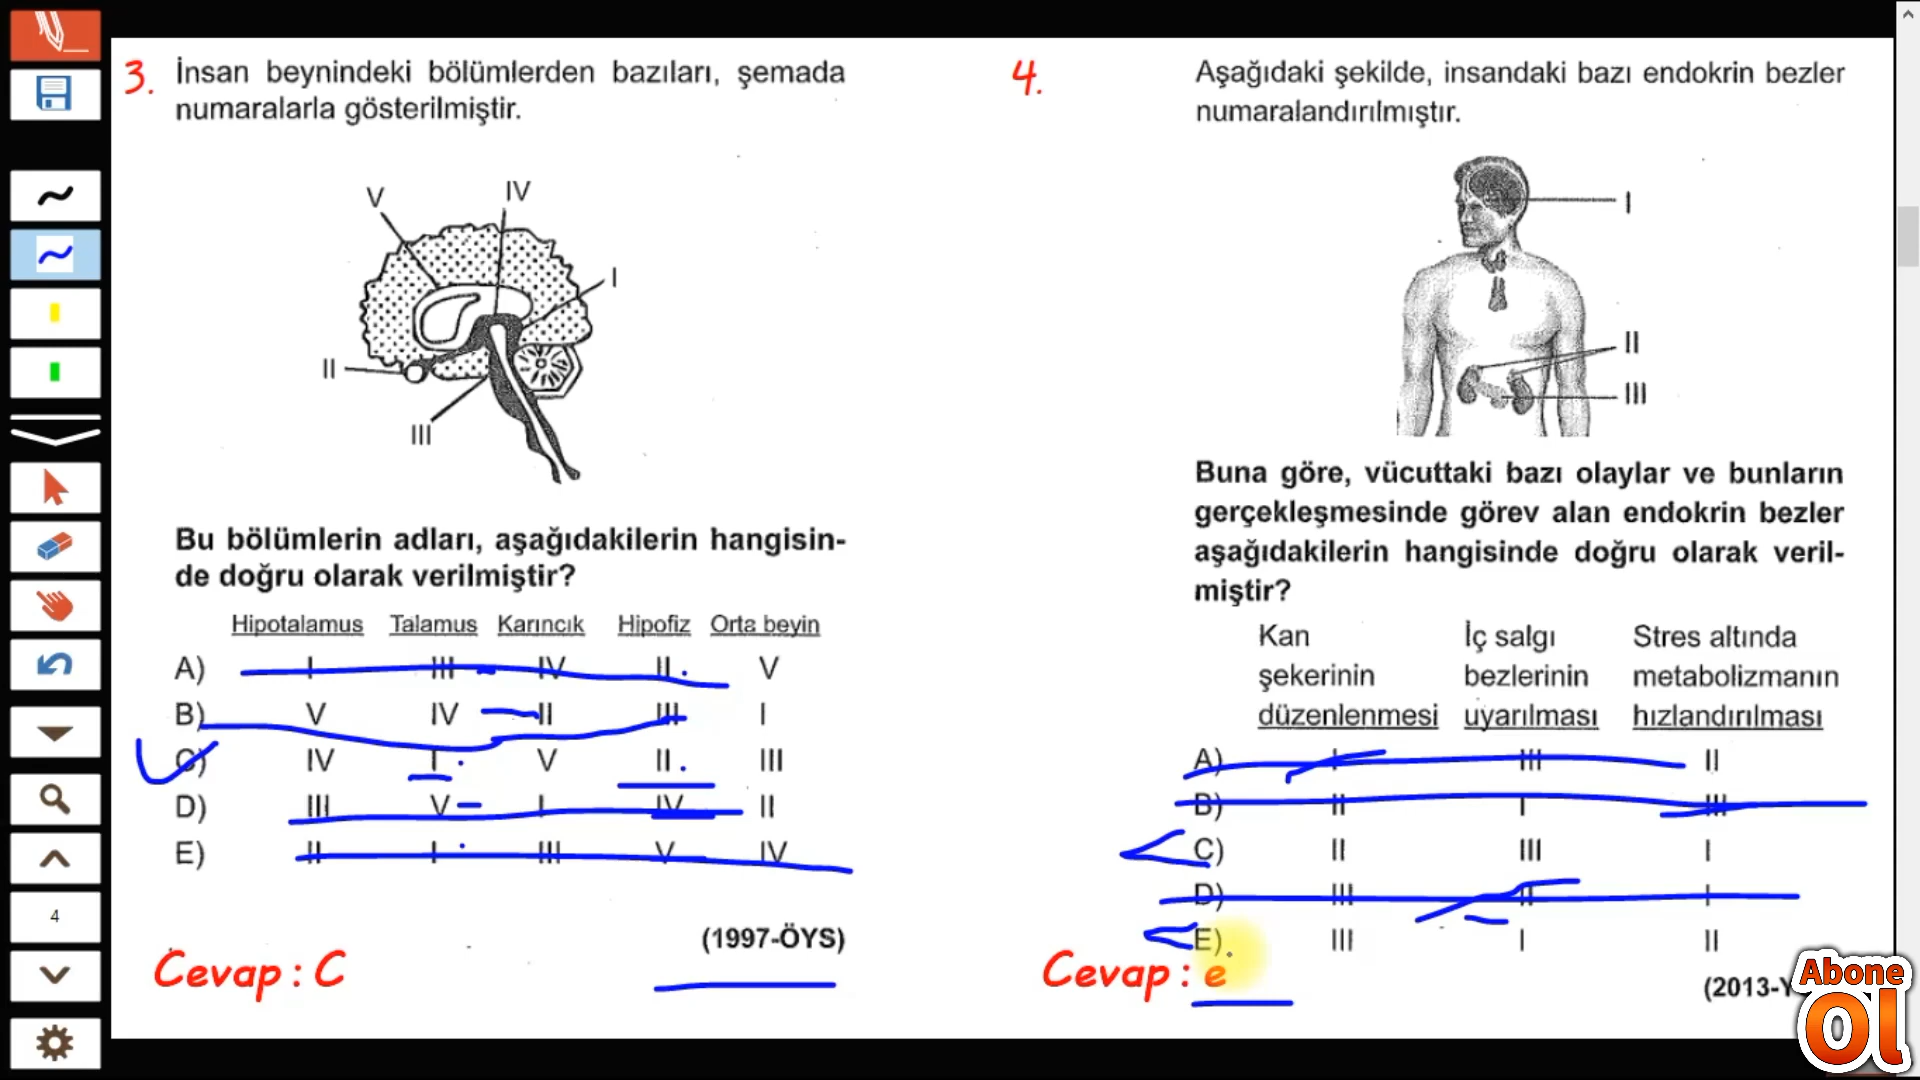 3. İnsan beynindeki bölümlerden bazıları, şemada
numaralarla gösterilmiştir.
V
IV
I
II
III
Bu bölümlerin adları, aşağıdakilerin hangisin-
de doğru olarak verilmiştir?
Hipotalamus Talamus Karıncık Hipofiz Orta beyin
A) I III IV II V
B) V IV II III I
C) IV I V II III
D) III V I IV II
E) II I III V IV
(1997-ÖYS)
Cevap : C
4. Aşağıdaki şekilde, insandaki bazı endokrin bezler
numaralandırılmıştır.
I
II
III
Buna göre, vücuttaki bazı olaylar ve bunların
gerçekleşmesinde görev alan endokrin bezler
aşağıdakilerin hangisinde doğru olarak veril-
miştir?
Kan İç salgı Stres altında
şekerinin bezlerinin metabolizmanın
düzenlenmesi uyarılması hızlandırılması
A) I III II
B) II I III
C) II III I
D) III II I
E) III I II
Cevap : e
(2013-Y
4
Abone
Ol